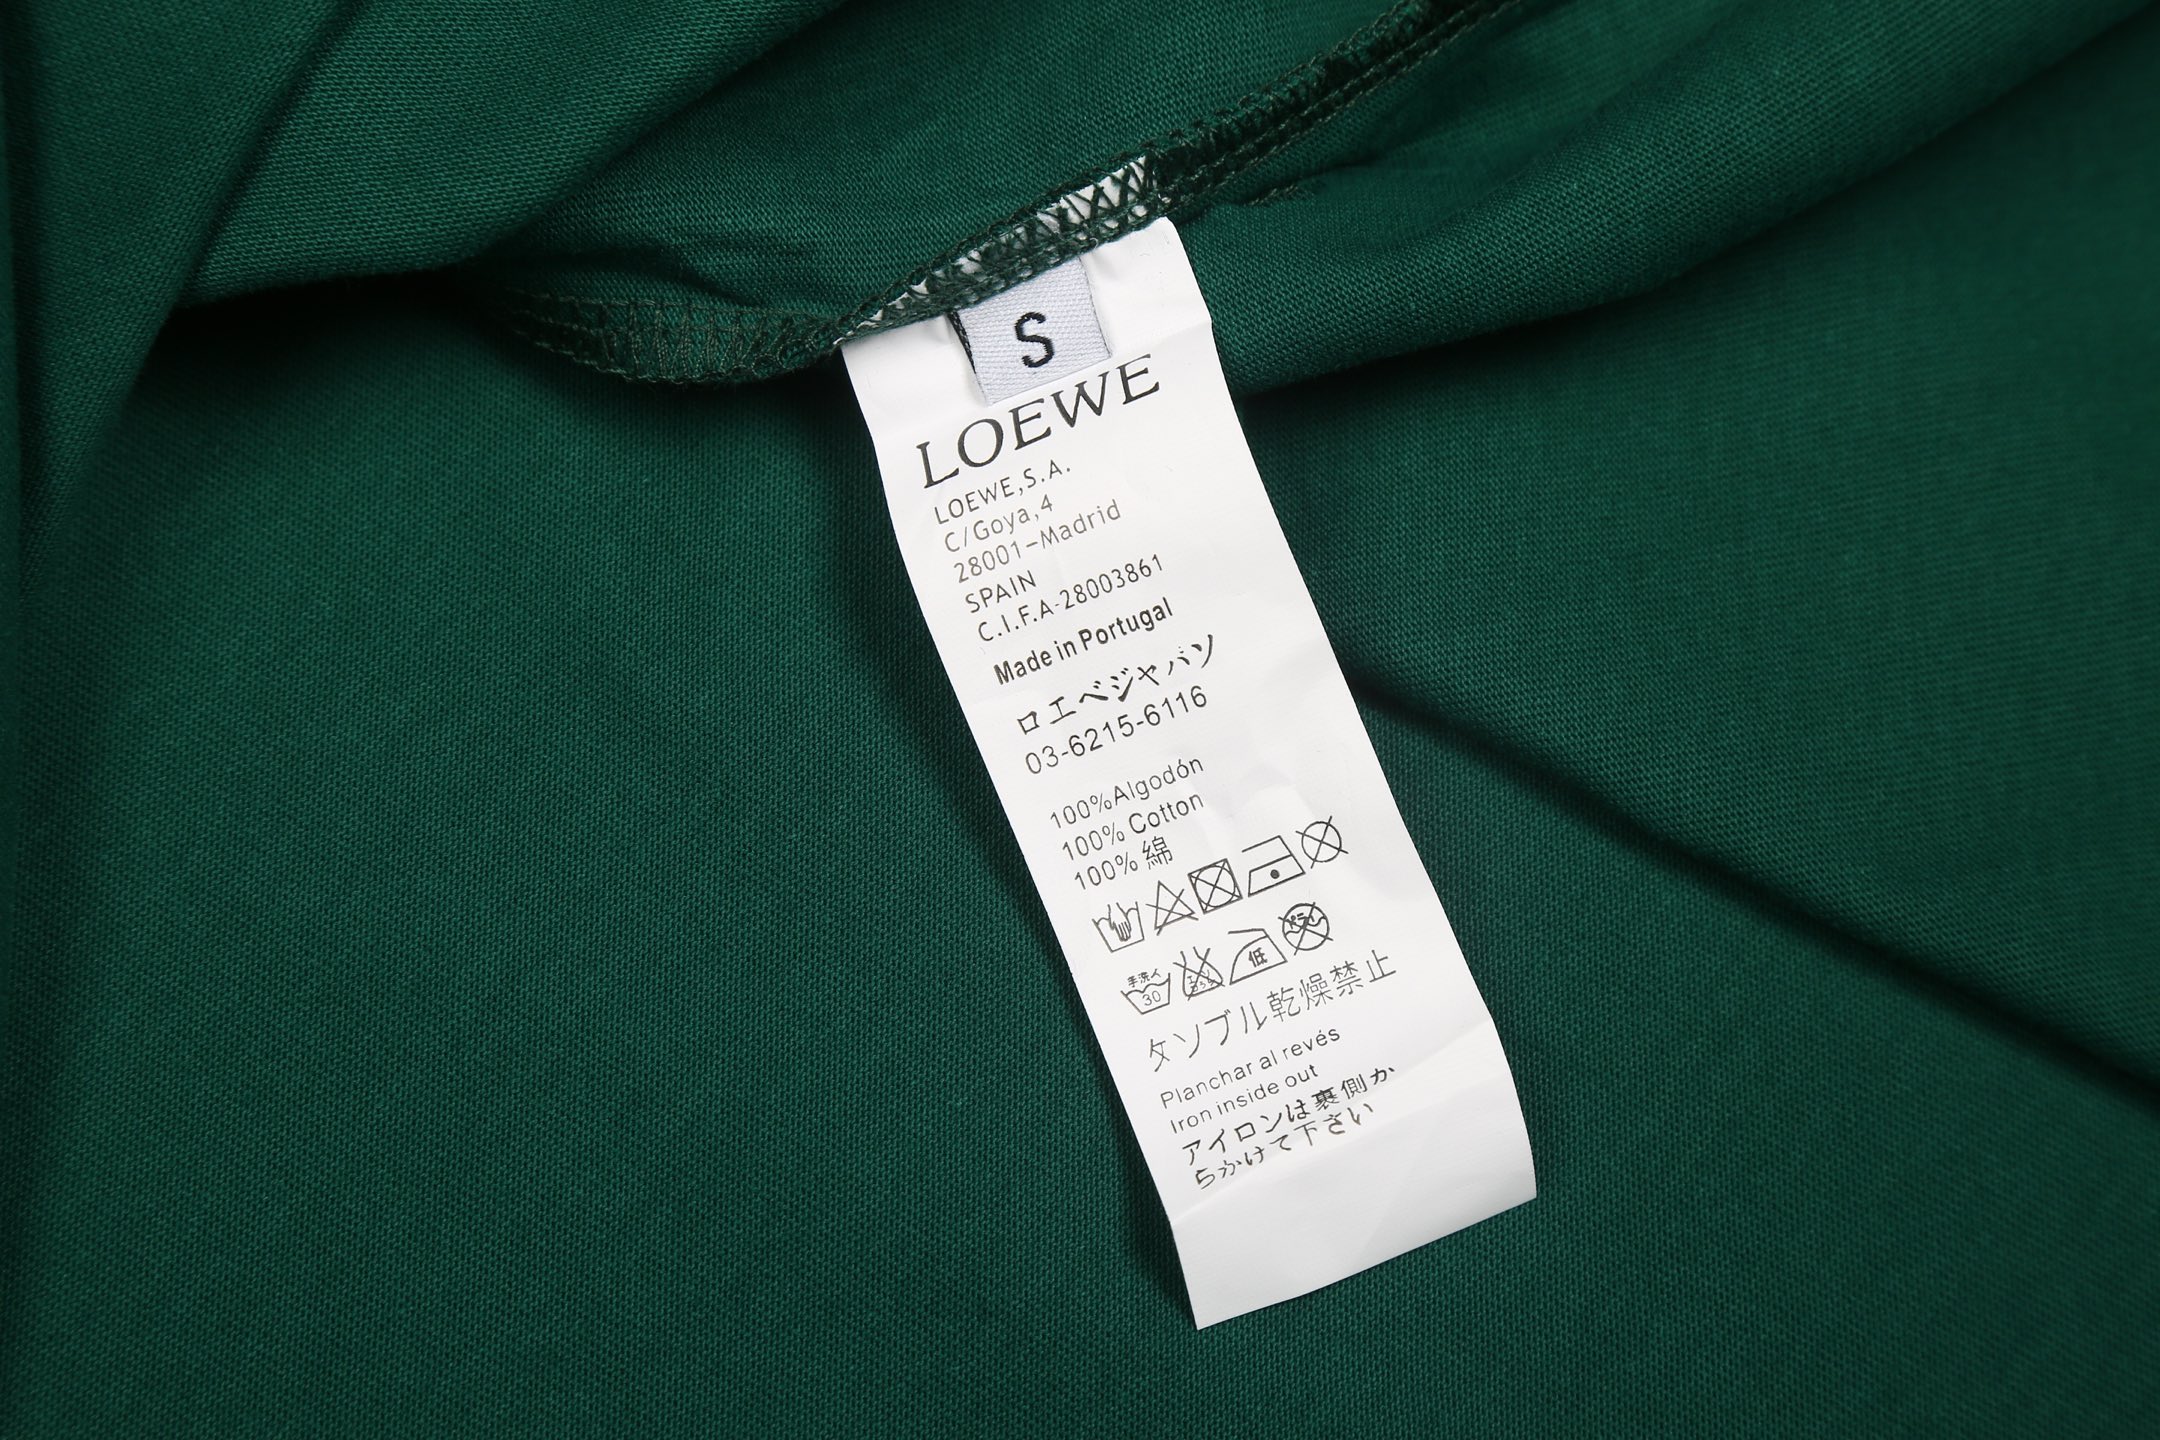 S
LOEWE
LOEWE,S.A.
C/Goya,4
28001-Madrid
SPAIN
C.I.F.A-28003861
Made in Portugal
ロエベジャパソ
03-6215-6116
100%Algodón
100% Cotton
100% 綿
手洗イ
30
低
タソブル乾燥禁止
Planchar al revés
Iron inside out
アイロンは裏側か
らかけて下さい